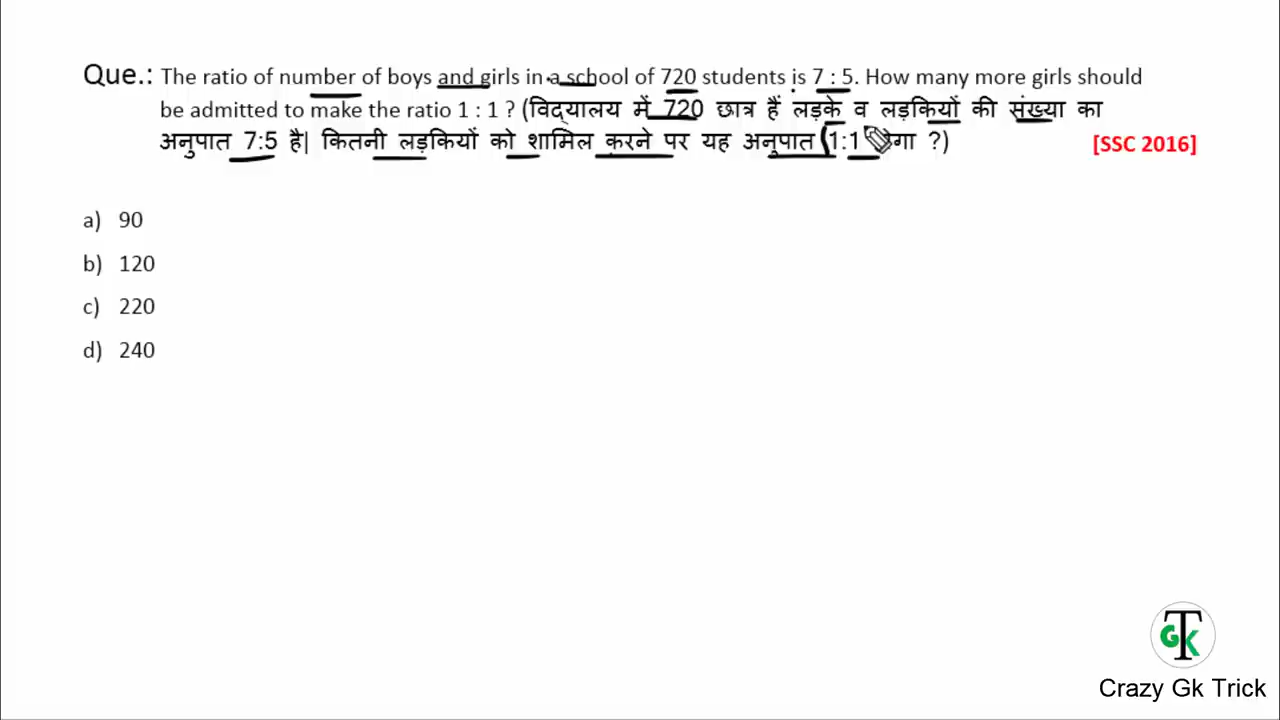 Que.: The ratio of number of boys and girls in a school of 720 students is 7 : 5. How many more girls should
be admitted to make the ratio 1 : 1 ? (विद्यालय में 720 छात्र हैं लड़के व लड़कियों की संख्या का
अनुपात 7:5 है| कितनी लड़कियों को शामिल करने पर यह अनुपात 1:1 ?) [SSC 2016]
a) 90
b) 120
c) 220
d) 240
GTK
Crazy Gk Trick